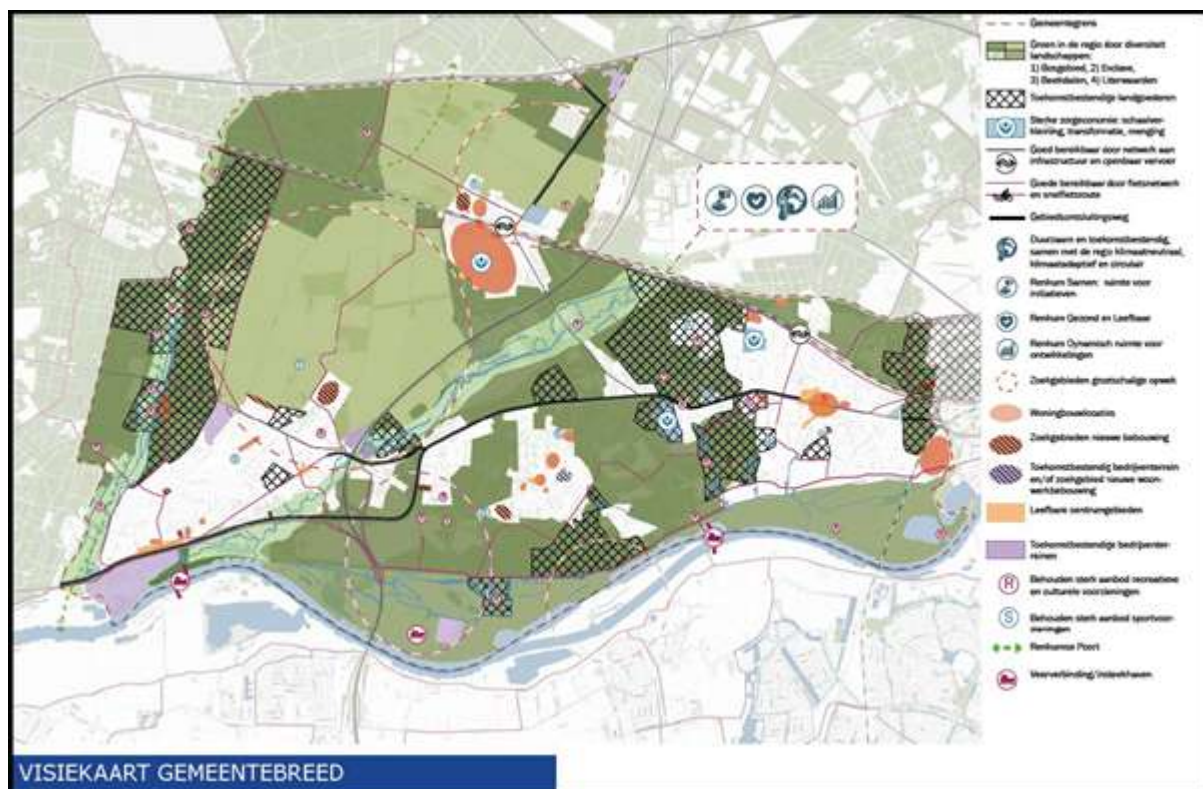 Gemeentegrens
Groen in de regio door diversiteit
landschappen:
1) Bosgebied, 2) Enclave,
3) Beekdalen, 4) Uiterwaarden
Toekomstbestendige landgoederen
Sterke zorgeconomie: schaalver-
kleining, transformatie, menging
Goed bereikbaar door netwerk aan
infrastructuur en openbaar vervoer
Goede bereikbaar door fietsnetwerk
en snelfietsroute
Gebiedsontsluitingsweg
Duurzaam en toekomstbestendig,
samen met de regio klimaatneutraal,
klimaatadaptief en circulair
Renkum Samen: ruimte voor
initiatieven
Renkum Gezond en Leefbaar
Renkum Dynamisch ruimte voor
ontwikkelingen
Zoekgebieden grootschalige opwek
Woningbouwlocaties
Zoekgebieden nieuwe bebouwing
Toekomstbestendig bedrijventerrein
en/of zoekgebied nieuwe woon-
werkbebouwing
Leefbare centrumgebieden
Toekomstbestendige bedrijventer-
reinen
R
Behouden sterk aanbod recreatieve
en culturele voorzieningen
S
Behouden sterk aanbod sportvoor-
zieningen
Renkumse Poort
Veerverbinding/insteekhaven
VISIEKAART GEMEENTEBREED